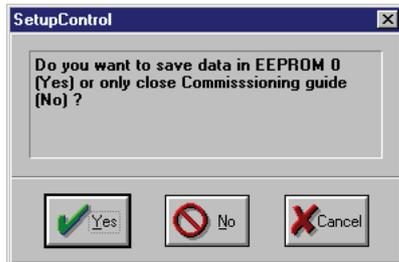 SetupControl
Do you want to save data in EEPROM 0
(Yes) or only close Commisssioning guide
(No) ?
Yes
No
Cancel